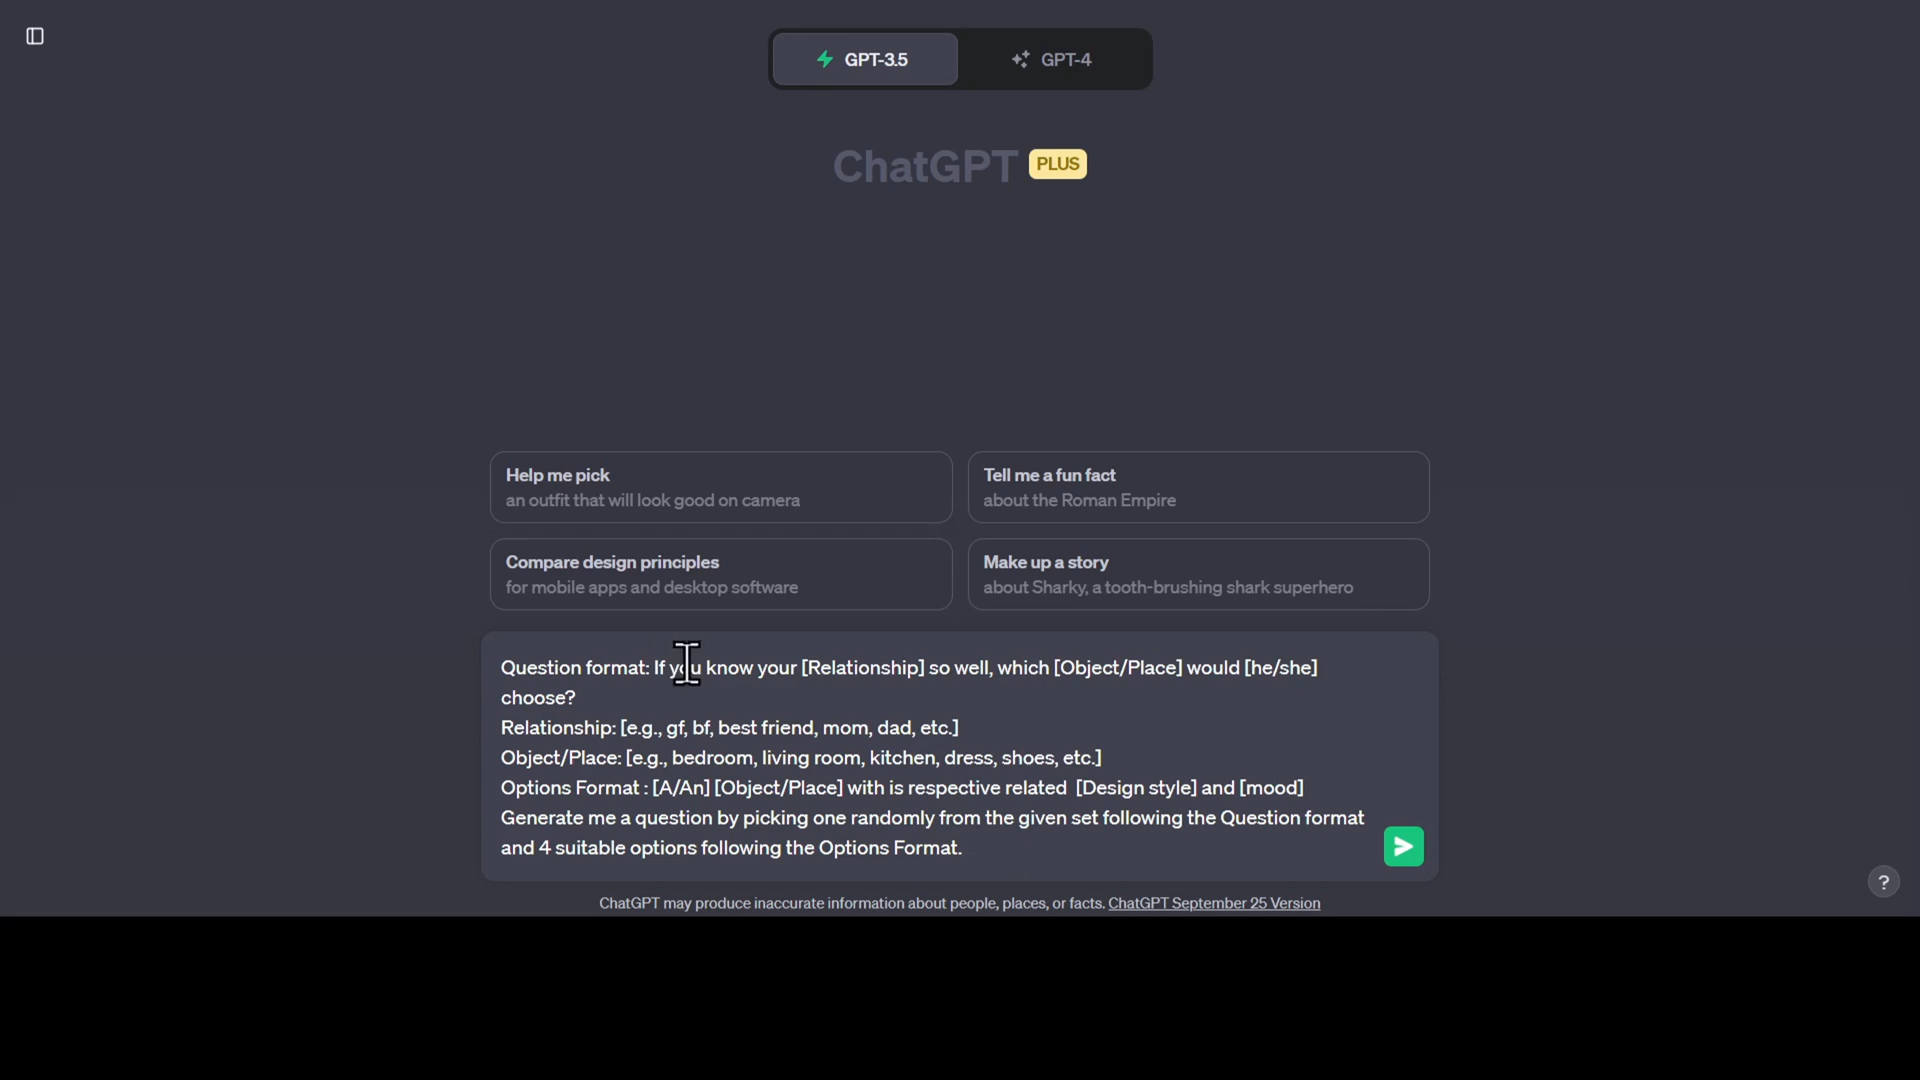 GPT-3.5
GPT-4
ChatGPT PLUS
Help me pick
an outfit that will look good on camera
Tell me a fun fact
about the Roman Empire
Compare design principles
for mobile apps and desktop software
Make up a story
about Sharky, a tooth-brushing shark superhero
Question format: If you know your [Relationship] so well, which [Object/Place] would [he/she]
choose?
Relationship: [e.g., gf, bf, best friend, mom, dad, etc.]
Object/Place: [e.g., bedroom, living room, kitchen, dress, shoes, etc.]
Options Format : [A/An] [Object/Place] with is respective related  [Design style] and [mood]
Generate me a question by picking one randomly from the given set following the Question format
and 4 suitable options following the Options Format.
ChatGPT may produce inaccurate information about people, places, or facts. ChatGPT September 25 Version
?